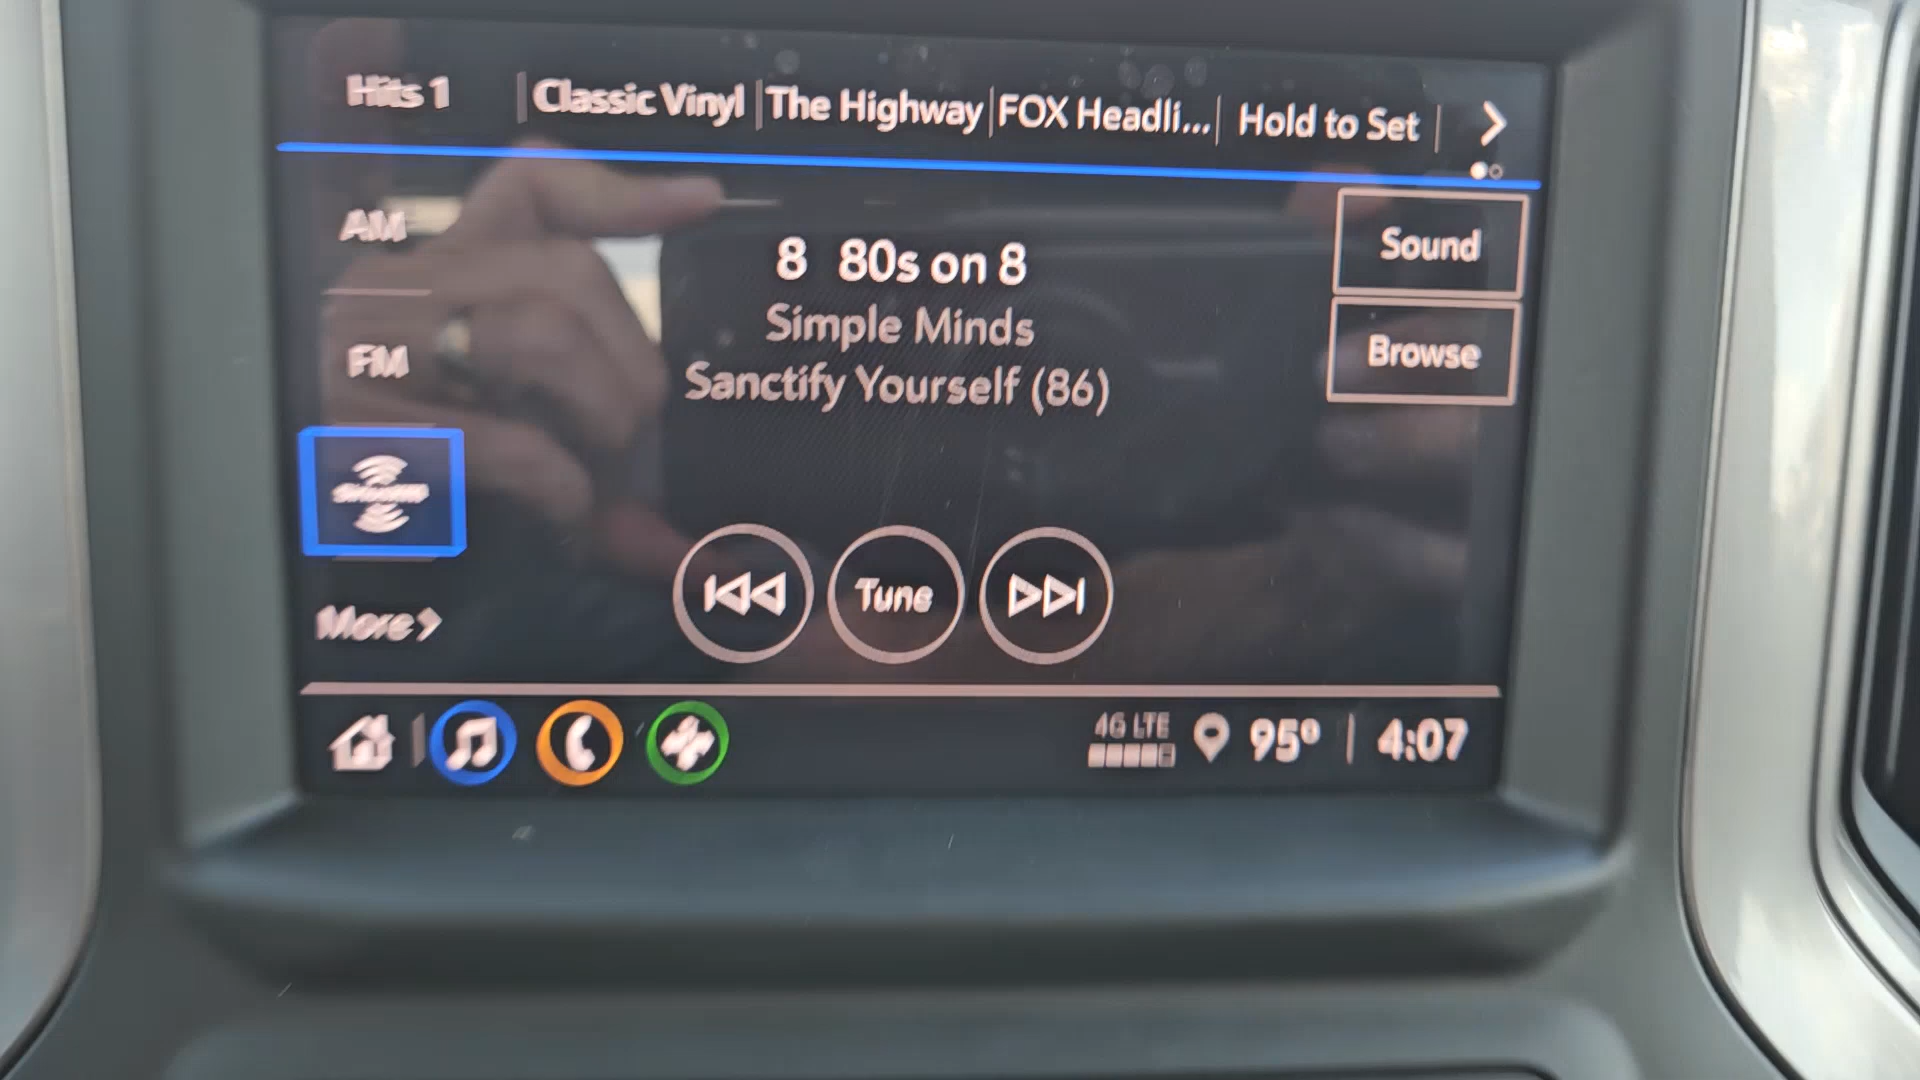 Hits 1 | Classic Vinyl | The Highway | FOX Headli... | Hold to Set |
AM
8 80s on 8
Sound
Simple Minds
FM
Browse
Sanctify Yourself (86)
SiriusXM
Tune
More
4G LTE
95° | 4:07